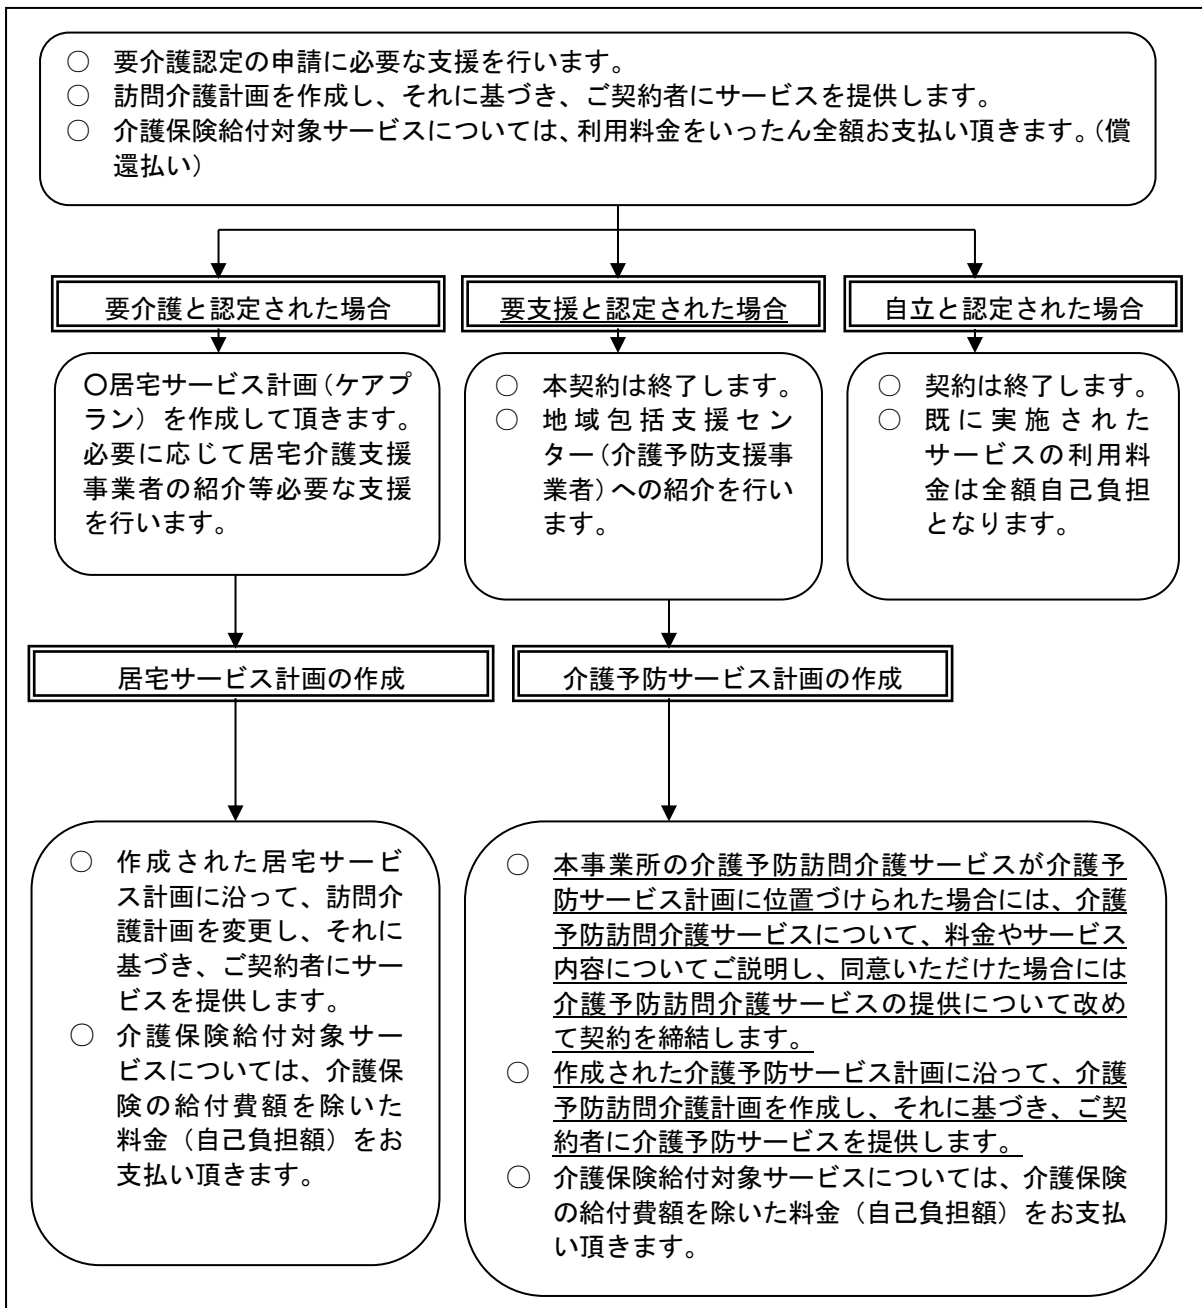 ○ 要介護認定の申請に必要な支援を行います。
○ 訪問介護計画を作成し、それに基づき、ご契約者にサービスを提供します。
○ 介護保険給付対象サービスについては、利用料金をいったん全額お支払い頂きます。(償
還払い)
要介護と認定された場合
要支援と認定された場合
自立と認定された場合
○居宅サービス計画(ケアプ
ラン)を作成して頂きます。
必要に応じて居宅介護支援
事業者の紹介等必要な支援
を行います。
○ 本契約は終了します。
○ 地域包括支援セン
ター(介護予防支援事
業者)への紹介を行い
ます。
○ 契約は終了します。
○ 既に実施された
サービスの利用料
金は全額自己負担
となります。
居宅サービス計画の作成
介護予防サービス計画の作成
○ 作成された居宅サービ
ス計画に沿って、訪問介
護計画を変更し、それに
基づき、ご契約者にサー
ビスを提供します。
○ 介護保険給付対象サー
ビスについては、介護保
険の給付費額を除いた
料金(自己負担額)をお
支払い頂きます。
○ 本事業所の介護予防訪問介護サービスが介護予
防サービス計画に位置づけられた場合には、介護
予防訪問介護サービスについて、料金やサービス
内容についてご説明し、同意いただけた場合には
介護予防訪問介護サービスの提供について改め
て契約を締結します。
○ 作成された介護予防サービス計画に沿って、介護
予防訪問介護計画を作成し、それに基づき、ご契
約者に介護予防サービスを提供します。
○ 介護保険給付対象サービスについては、介護保険
の給付費額を除いた料金(自己負担額)をお支払
い頂きます。